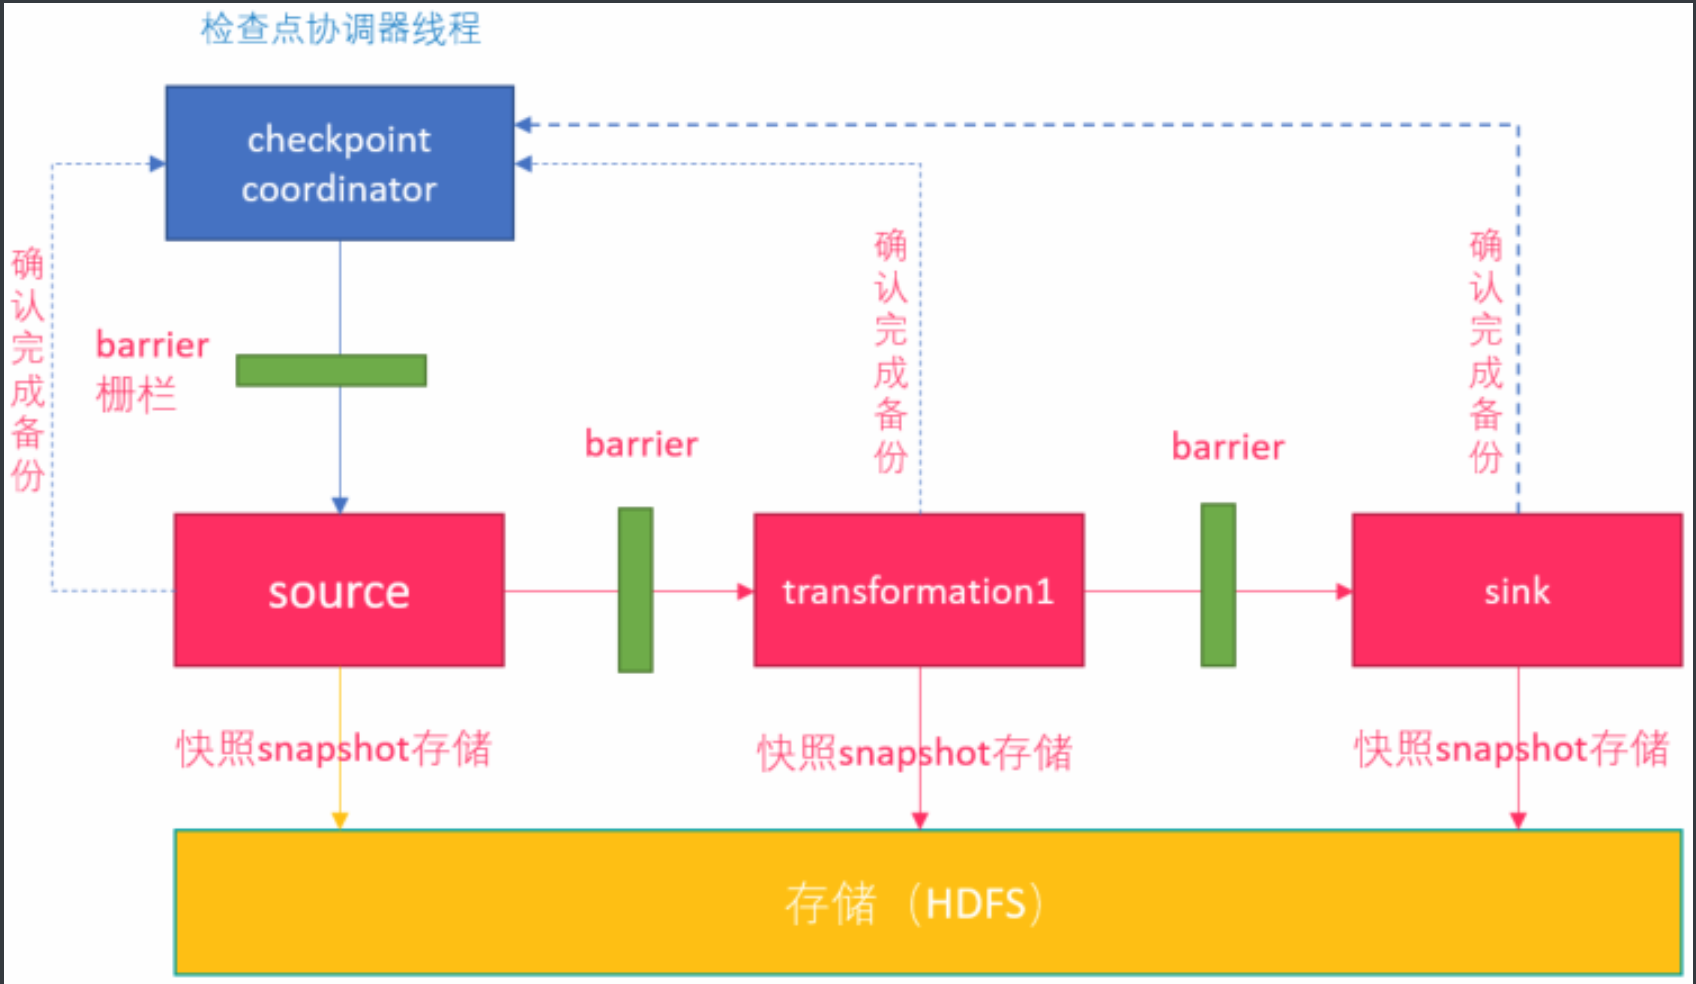 检查点协调器线程
checkpoint
coordinator
确认完成备份
barrier
栅栏
确认完成备份
确认完成备份
barrier
barrier
source
transformation1
sink
快照snapshot存储
快照snapshot存储
快照snapshot存储
存储（HDFS）